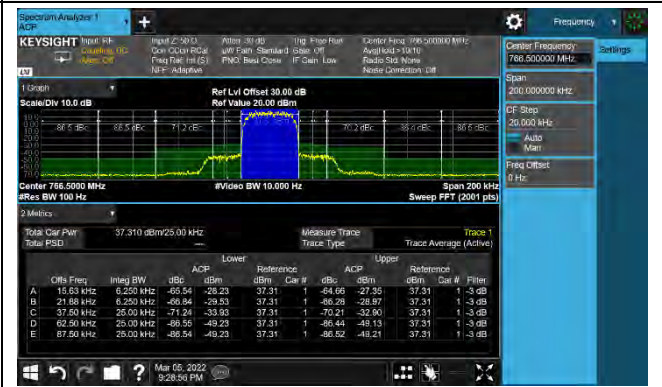 Spectrum Analyzer 1
ACP
Frequency
KEYSIGHT Input: RF
Coupling: DC
Align: Off
Input Z: 50 Ω
Corr CCorr RCal
Freq Ref: Int (S)
NFE: Adaptive
Atten: 30 dB
µW Path: Standard
PNO: Best Close
Trig: Free Run
Gate: Off
IF Gain: Low
Center Freq: 766.500000 MHz
Avg|Hold:>10/10
Radio Std: None
Noise Correction: Off
Center Frequency
766.500000 MHz
Settings
Span
200.000000 kHz
CF Step
20.000 kHz
Auto
Man
Freq Offset
0 Hz
1 Graph
Scale/Div 10.0 dB
Ref Lvl Offset 30.00 dB
Ref Value 20.00 dBm
-86.5 dBc
-71.2 dBc
-70.2 dBc
Center 766.5000 MHz
#Video BW 10.000 Hz
Span 200 kHz
#Res BW 100 Hz
Sweep FFT (2001 pts)
2 Metrics
Total Car Pwr 37.310 dBm/25.00 kHz
Measure Trace Trace 1
Total PSD ---
Trace Type Trace Average (Active)
Lower Upper
ACP Reference ACP Reference
Offs Freq Integ BW dBc dBm dBm Car # dBc dBm dBm Car # Filter
A 15.63 kHz 6.250 kHz -65.54 -28.23 37.31 1 -64.66 -27.35 37.31 1 -3 dB
B 21.88 kHz 6.250 kHz -66.84 -29.53 37.31 1 -66.28 -28.97 37.31 1 -3 dB
C 37.50 kHz 25.00 kHz -71.24 -33.93 37.31 1 -70.21 -32.90 37.31 1 -3 dB
D 62.50 kHz 25.00 kHz -86.55 -49.23 37.31 1 -86.44 -49.13 37.31 1 -3 dB
E 87.50 kHz 25.00 kHz -86.54 -49.23 37.31 1 -86.52 -49.21 37.31 1 -3 dB
Mar 05, 2022
9:28:56 PM